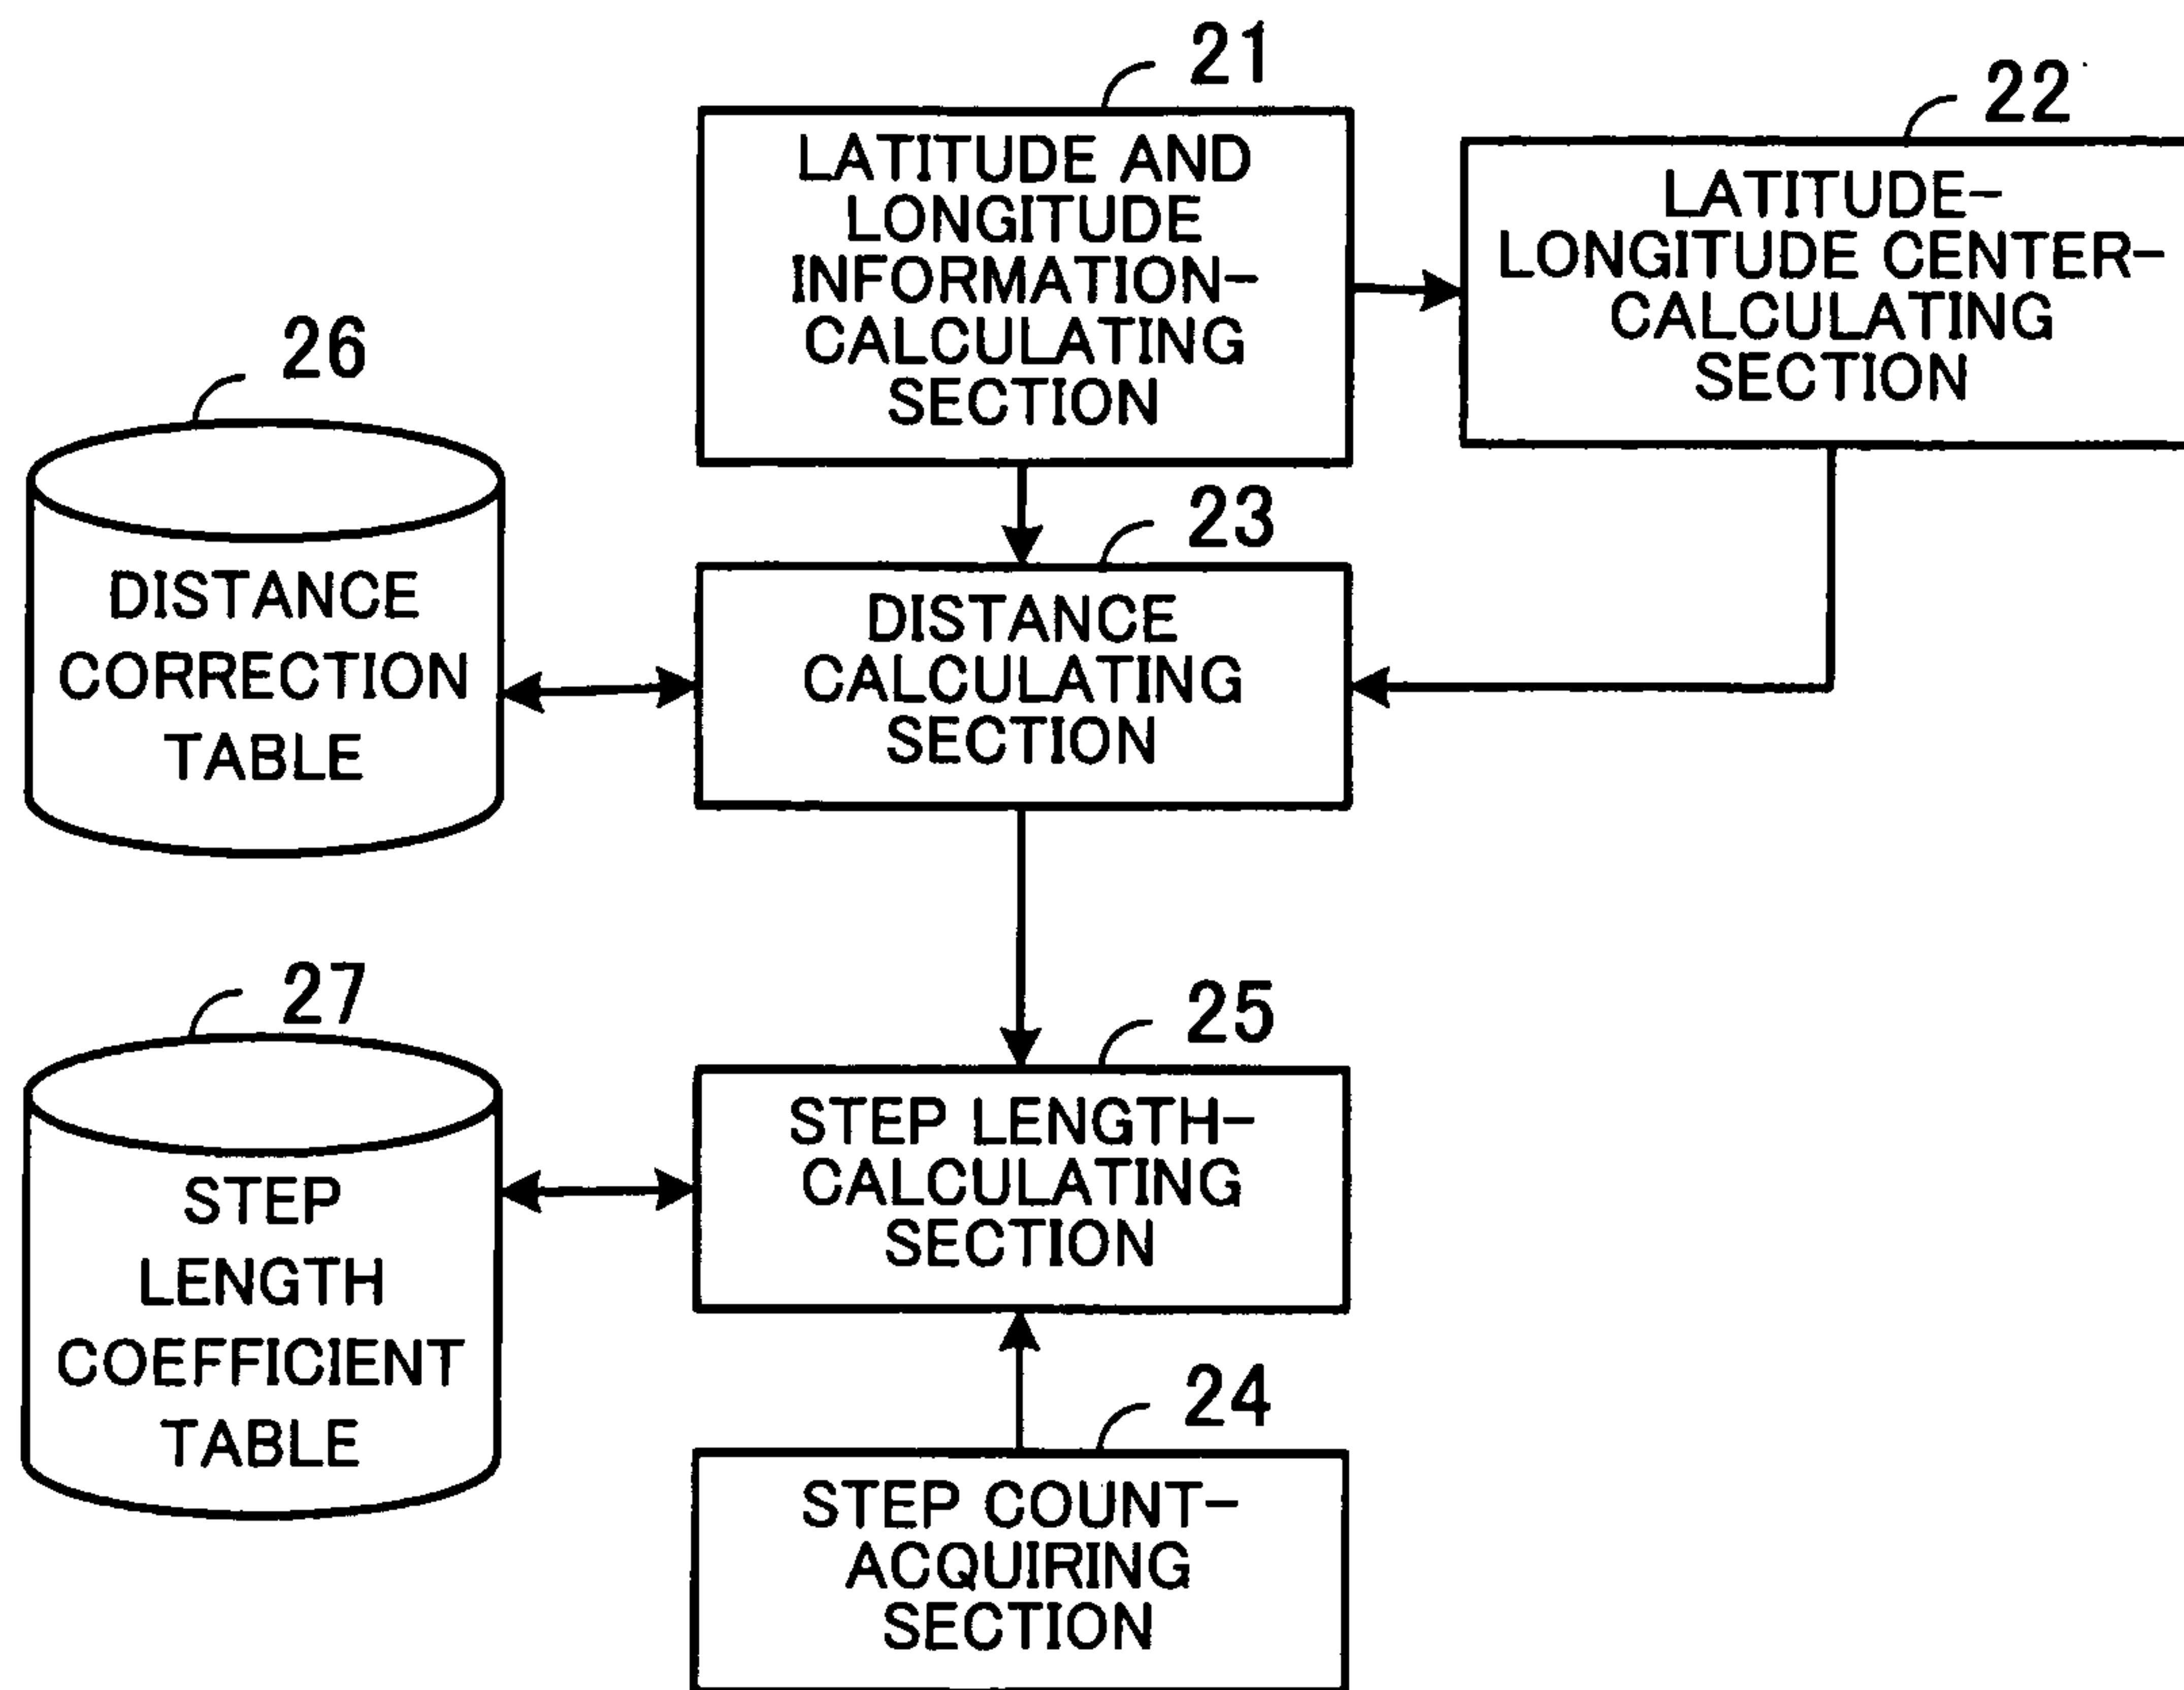 21
LATITUDE AND
LONGITUDE
INFORMATION-
CALCULATING
SECTION
22
LATITUDE-
LONGITUDE CENTER-
CALCULATING
SECTION
26
DISTANCE
CORRECTION
TABLE
23
DISTANCE
CALCULATING
SECTION
27
STEP
LENGTH
COEFFICIENT
TABLE
25
STEP LENGTH-
CALCULATING
SECTION
24
STEP COUNT-
ACQUIRING
SECTION